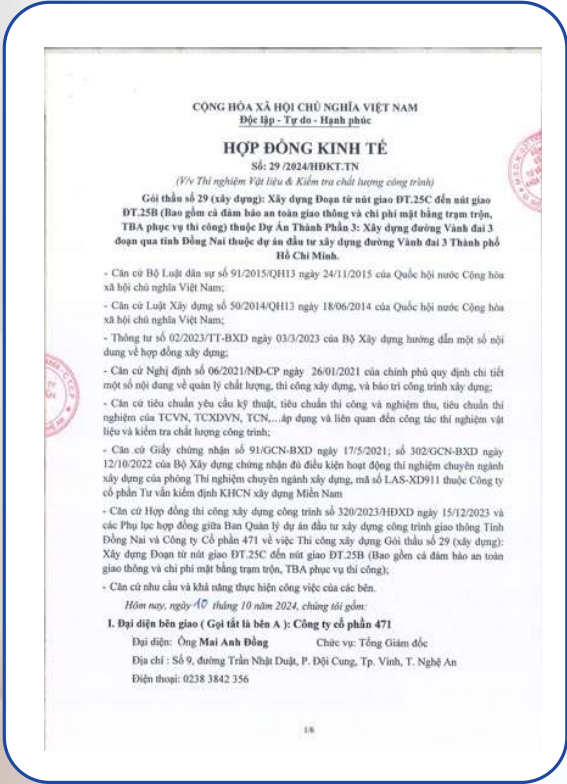 CỘNG HÒA XÃ HỘI CHỦ NGHĨA VIỆT NAM
Độc lập - Tự do - Hạnh phúc
HỢP ĐỒNG KINH TẾ
Số: 29 /2024/HĐKT.TN
(V/v Thí nghiệm Vật liệu & Kiểm tra chất lượng công trình)
Gói thầu số 29 (xây dựng): Xây dựng Đoạn từ nút giao ĐT.25C đến nút giao
ĐT.25B (Bao gồm cả đảm bảo an toàn giao thông và chi phí mặt bằng trạm trộn,
TBA phục vụ thi công) thuộc Dự Án Thành Phần 3: Xây dựng đường Vành đai 3
đoạn qua tỉnh Đồng Nai thuộc dự án đầu tư xây dựng đường Vành đai 3 Thành phố
Hồ Chí Minh.
- Căn cứ Bộ Luật dân sự số 91/2015/QH13 ngày 24/11/2015 của Quốc hội nước Cộng hòa
xã hội chủ nghĩa Việt Nam;
- Căn cứ Luật Xây dựng số 50/2014/QH13 ngày 18/06/2014 của Quốc hội nước Cộng hòa
xã hội chủ nghĩa Việt Nam;
- Thông tư số 02/2023/TT-BXD ngày 03/3/2023 của Bộ Xây dựng hướng dẫn một số nội
dung về hợp đồng xây dựng;
- Căn cứ Nghị định số 06/2021/NĐ-CP ngày 26/01/2021 của chính phủ quy định chi tiết
một số nội dung về quản lý chất lượng, thi công xây dựng, và bảo trì công trình xây dựng;
- Căn cứ tiêu chuẩn yêu cầu kỹ thuật, tiêu chuẩn thi công và nghiệm thu, tiêu chuẩn thí
nghiệm của TCVN, TCXDVN, TCN,…áp dụng và liên quan đến công tác thí nghiệm vật
liệu và kiểm tra chất lượng công trình;
- Căn cứ Giấy chứng nhận số 91/GCN-BXD ngày 17/5/2021; số 302/GCN-BXD ngày
12/10/2022 của Bộ Xây dựng chứng nhận đủ điều kiện hoạt động thí nghiệm chuyên ngành
xây dựng của phòng Thí nghiệm chuyên ngành xây dựng, mã số LAS-XD911 thuộc Công ty
cổ phần Tư vấn kiểm định KHCN xây dựng Miền Nam
- Căn cứ Hợp đồng thi công xây dựng công trình số 320/2023/HĐXD ngày 15/12/2023 và
các Phụ lục hợp đồng giữa Ban Quản lý dự án đầu tư xây dựng công trình giao thông Tỉnh
Đồng Nai và Công ty Cổ phần 471 về việc Thi công xây dựng Gói thầu số 29 (xây dựng):
Xây dựng Đoạn từ nút giao ĐT.25C đến nút giao ĐT.25B (Bao gồm cả đảm bảo an toàn
giao thông và chi phí mặt bằng trạm trộn, TBA phục vụ thi công);
- Căn cứ nhu cầu và khả năng thực hiện công việc của các bên.
Hôm nay, ngày 10 tháng 10 năm 2024, chúng tôi gồm:
I. Đại diện bên giao ( Gọi tắt là bên A ): Công ty cổ phần 471
Đại diện: Ông Mai Anh Đồng Chức vụ: Tổng Giám đốc
Địa chỉ : Số 9, đường Trần Nhật Duật, P. Đội Cung, Tp. Vinh, T. Nghệ An
Điện thoại: 0238 3842 356
1/6